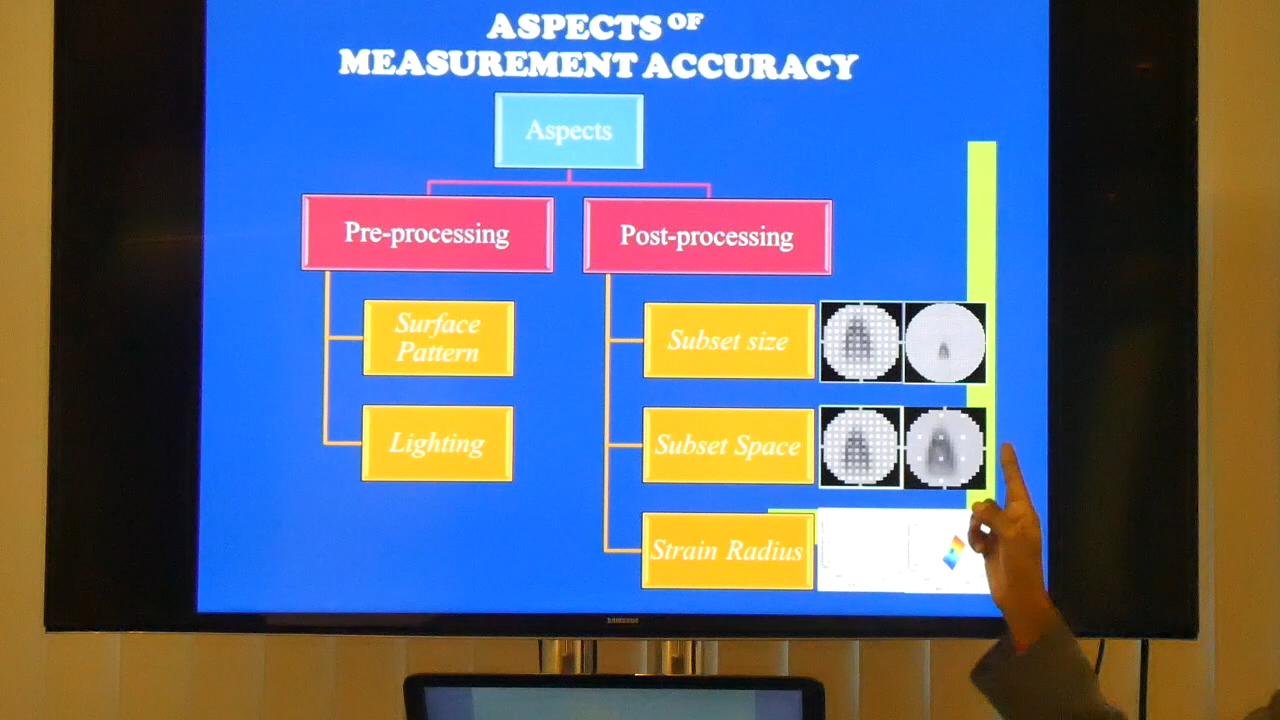 ASPECTS OF
MEASUREMENT ACCURACY
Aspects
Pre-processing
Post-processing
Surface
Pattern
Subset size
Lighting
Subset Space
Strain Radius
SAMSUNG